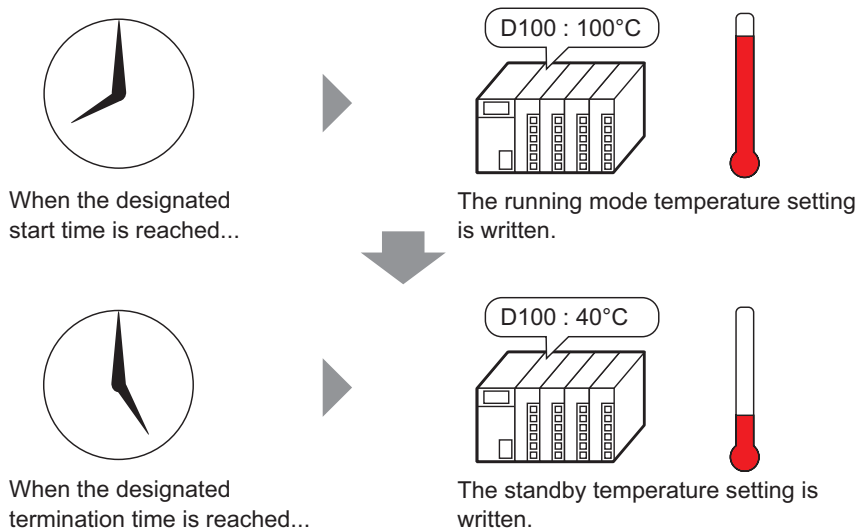 D100 : 100°C
When the designated
start time is reached...
The running mode temperature setting
is written.
D100 : 40°C
When the designated
termination time is reached...
The standby temperature setting is
written.